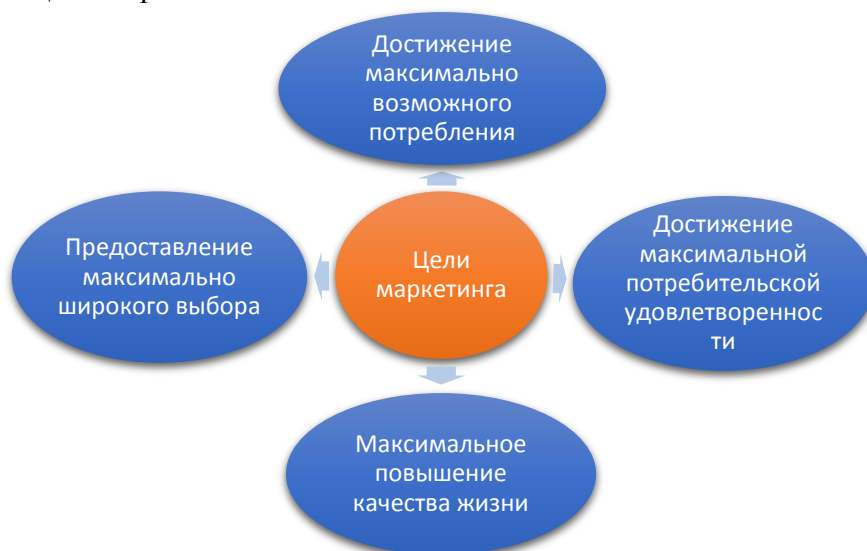 Достижение
максимально
возможного
потребления
Предоставление
максимально
широкого выбора
Цели
маркетинга
Достижение
максимальной
потребительской
удовлетвореннос
ти
Максимальное
повышение
качества жизни